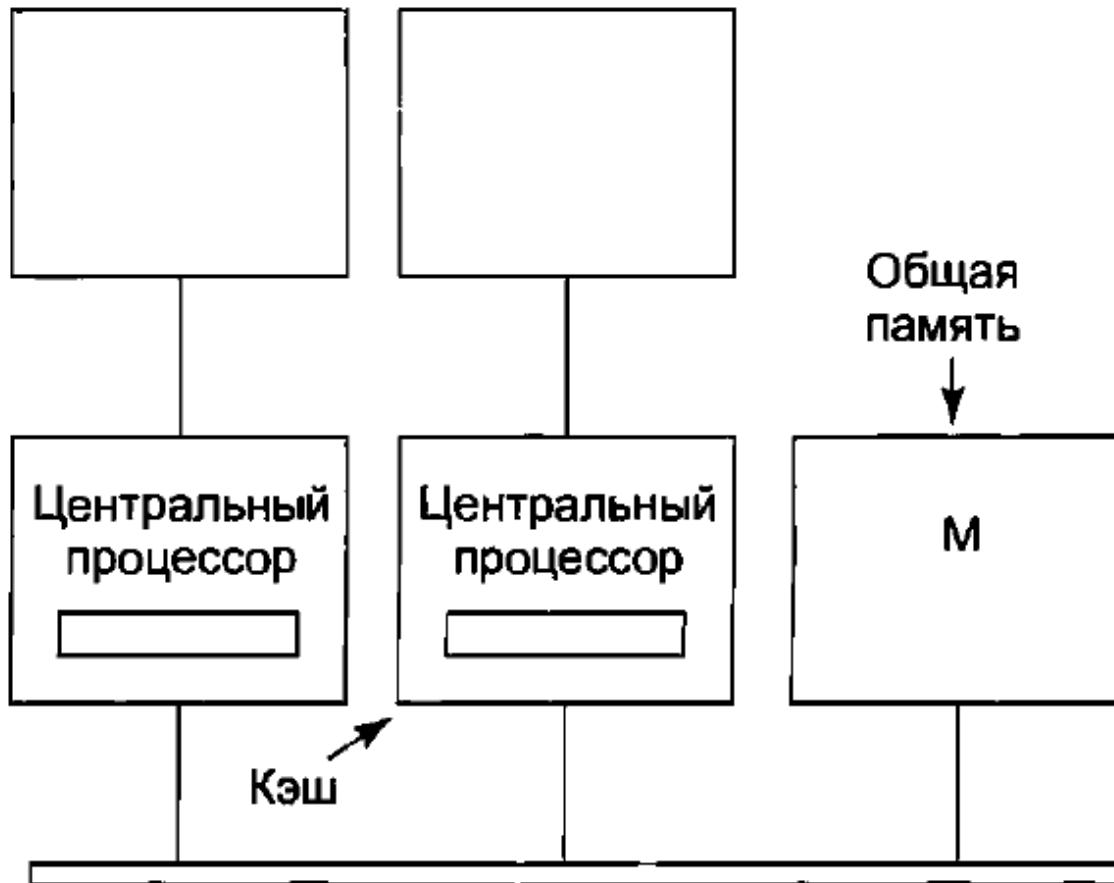 Общая
память
Центральный
процессор
Центральный
процессор
М
Кэш